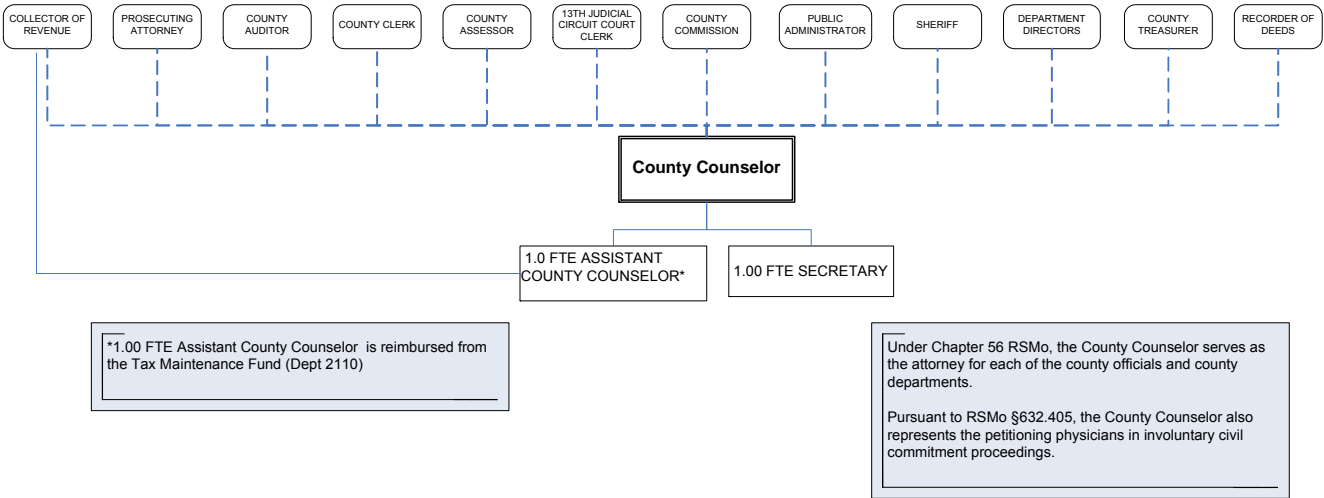 COLLECTOR OF
REVENUE
PROSECUTING
ATTORNEY
COUNTY
AUDITOR
COUNTY CLERK
COUNTY
ASSESSOR
13TH JUDICIAL
CIRCUIT COURT
CLERK
COUNTY
COMMISSION
PUBLIC
ADMINISTRATOR
SHERIFF
DEPARTMENT
DIRECTORS
COUNTY
TREASURER
RECORDER OF
DEEDS
County Counselor
1.0 FTE ASSISTANT
COUNTY COUNSELOR*
1.00 FTE SECRETARY
*1.00 FTE Assistant County Counselor is reimbursed from
the Tax Maintenance Fund (Dept 2110)
Under Chapter 56 RSMo, the County Counselor serves as
the attorney for each of the county officials and county
departments.
Pursuant to RSMo §632.405, the County Counselor also
represents the petitioning physicians in involuntary civil
commitment proceedings.